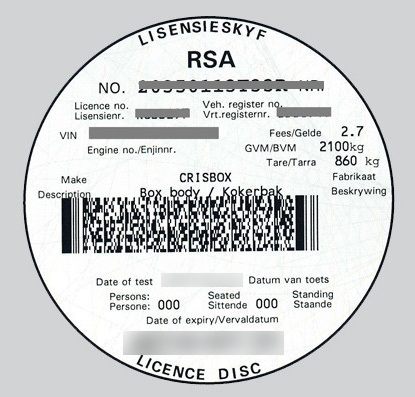 LISENSIESKYF
RSA
NO.
Licence no. Veh. register no.
Lisensienr. Vrt.registernr.
VIN Fees/Gelde 2.7
Engine no./Enjinnr. GVM/BVM 2100kg
Tare/Tarra 860 kg
Make CRISBOX Fabrikaat
Description Box body / Kokerbak Beskrywing
Date of test Datum van toets
Persons: 000 Seated 000 Standing
Persone: Sittende Staande
Date of expiry/Vervaldatum
LICENCE DISC